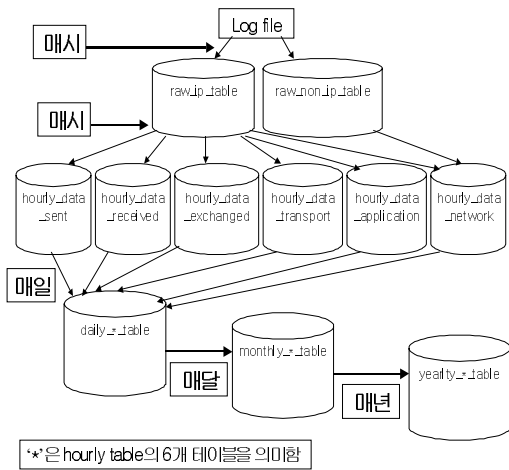 Log file
매시
raw_ip_table
raw_non_ip_table
매시
hourly_data
_sent
hourly_data
_received
hourly_data
_exchanged
hourly_data
_transport
hourly_data
_application
hourly_data
_network
매일
daily_*_table
monthly_*_table
매달
yearlty_*_table
매년
'*'은 hourly table의 6개 테이블을 의미함